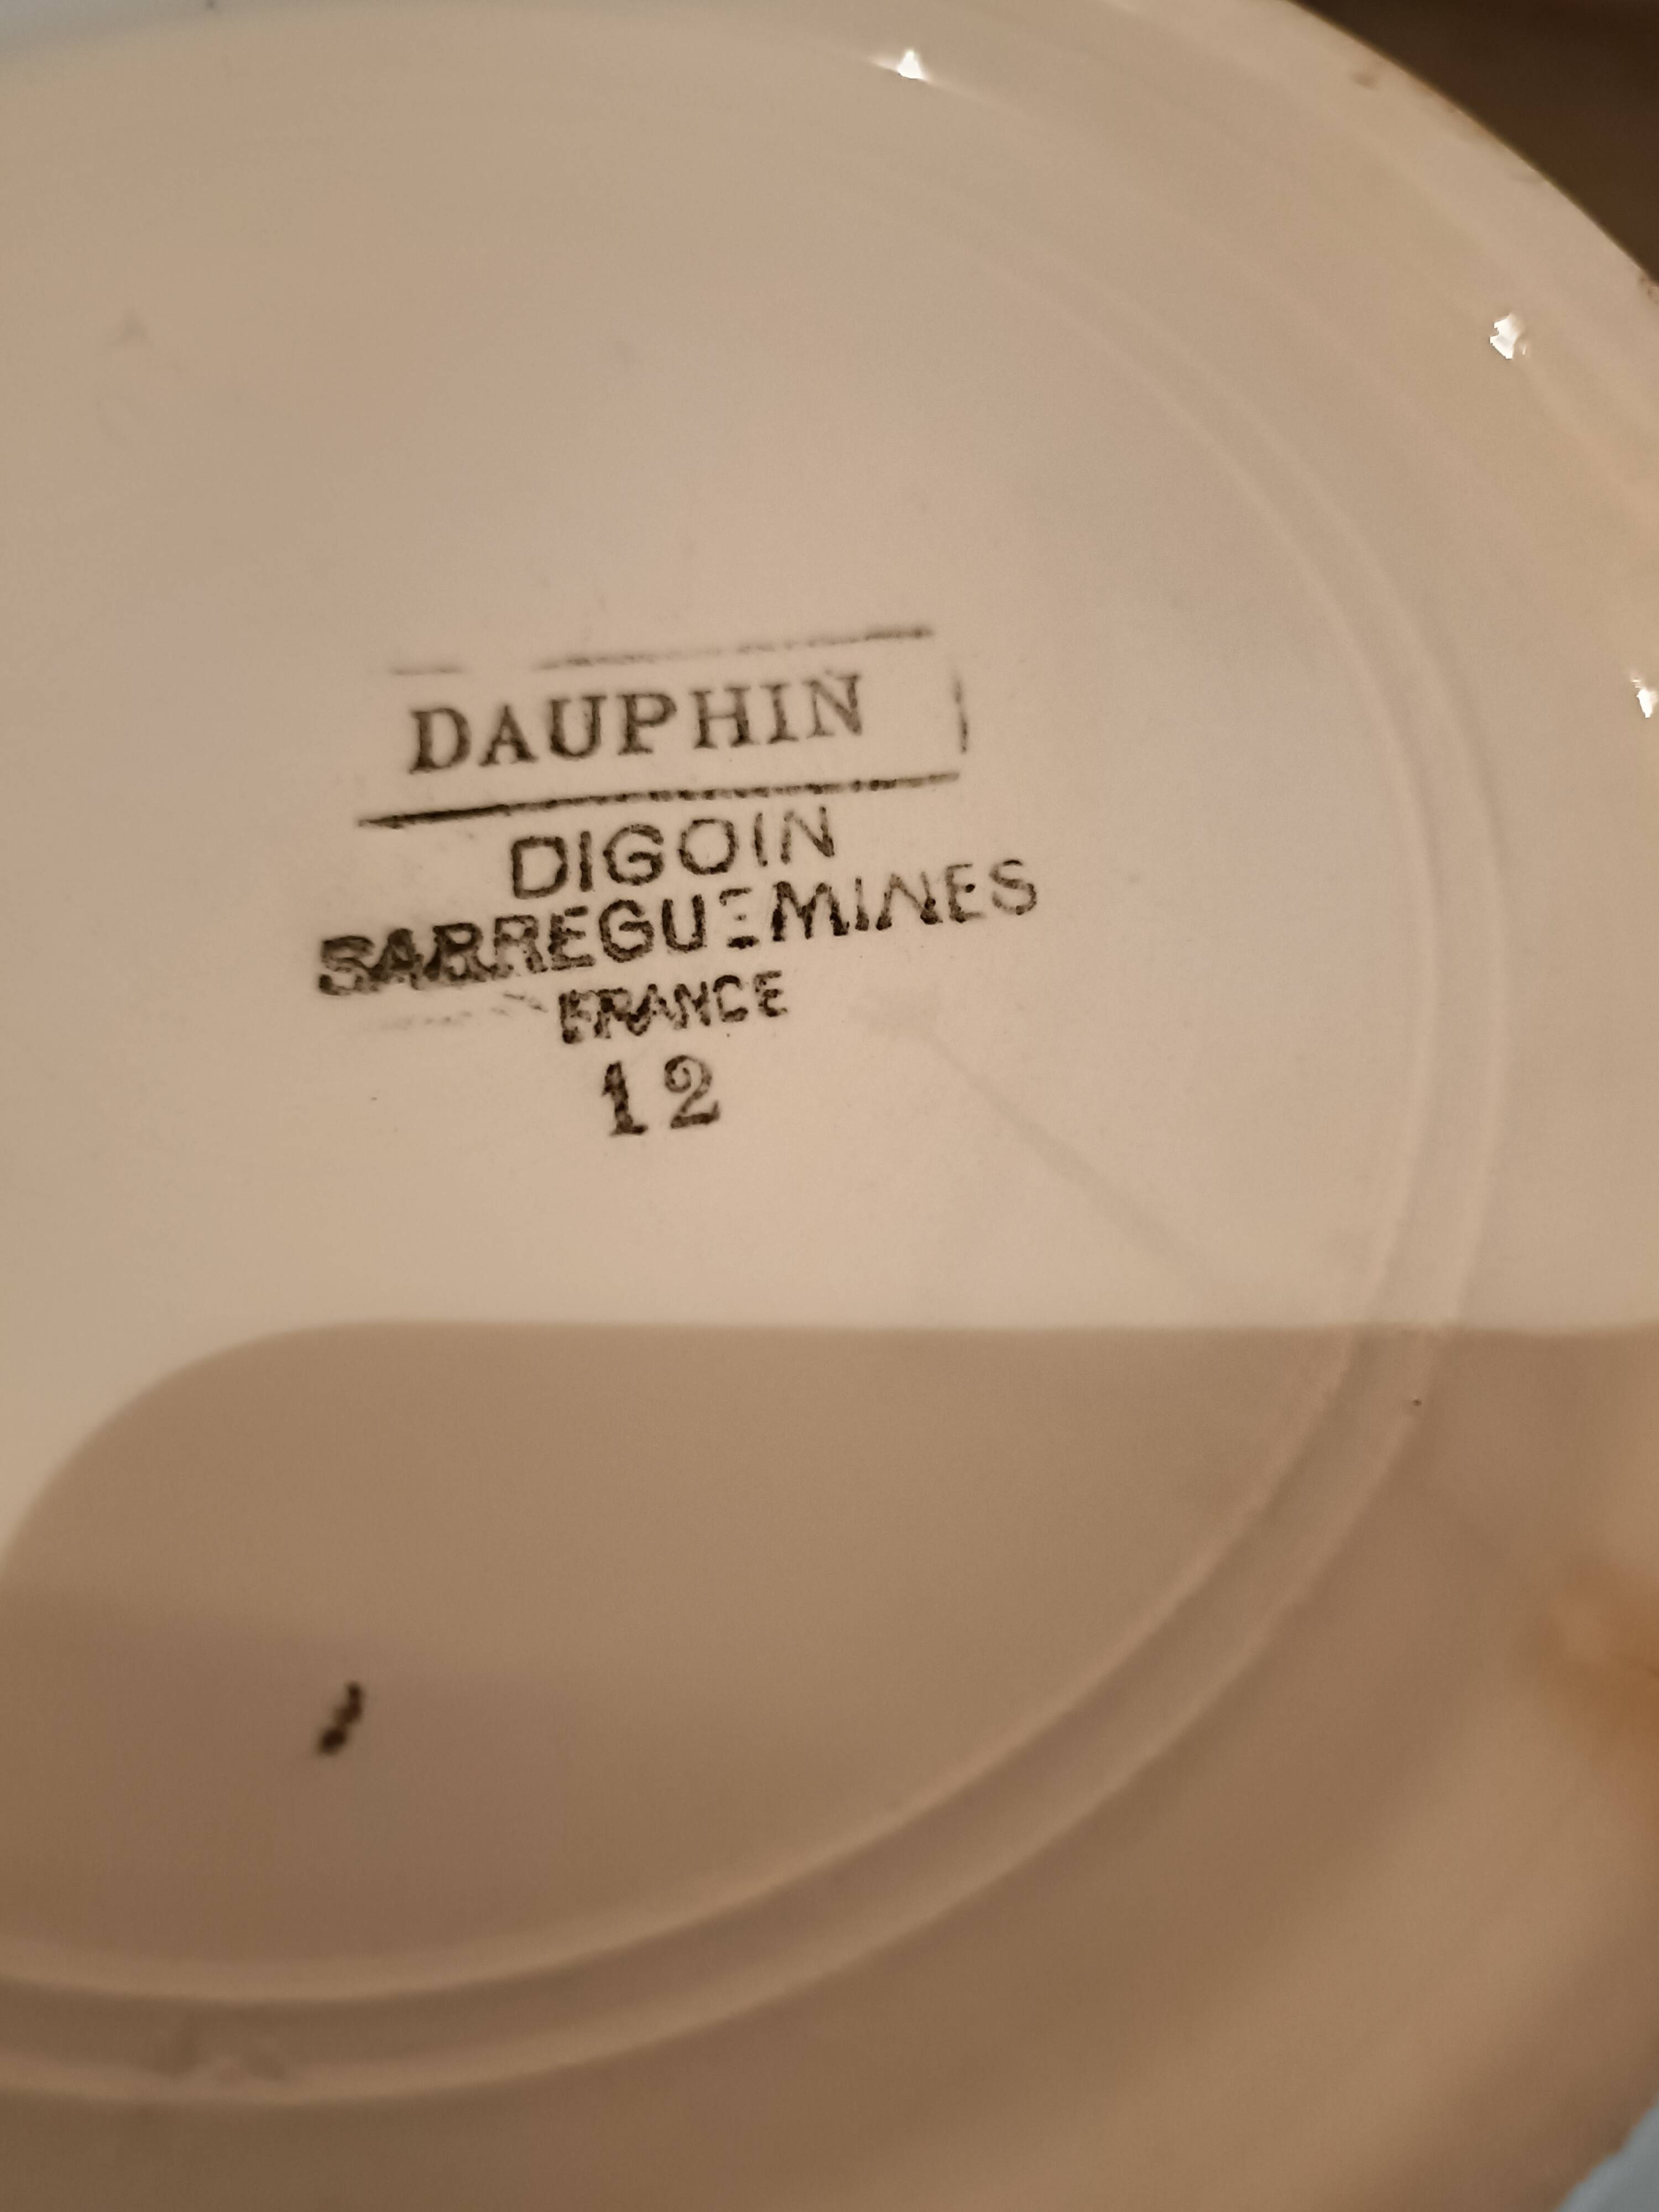 DAUPHIN
DIGOIN
SARREGUEMINES
FRANCE
12